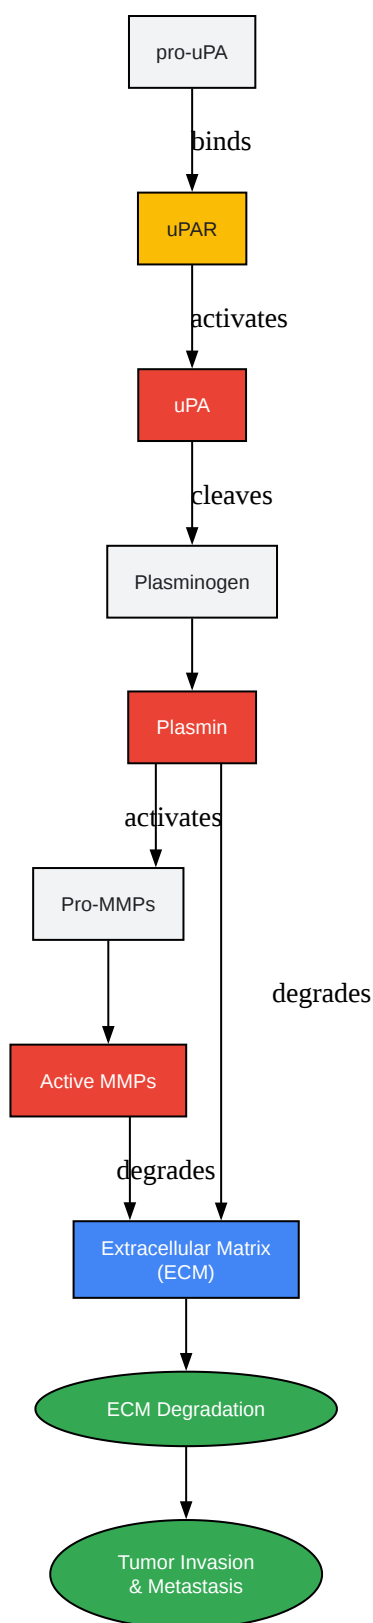 pro-uPA
binds
uPAR
activates
uPA
cleaves
Plasminogen
Plasmin
activates
Pro-MMPs
degrades
Active MMPs
degrades
Extracellular Matrix
(ECM)
ECM Degradation
Tumor Invasion
& Metastasis